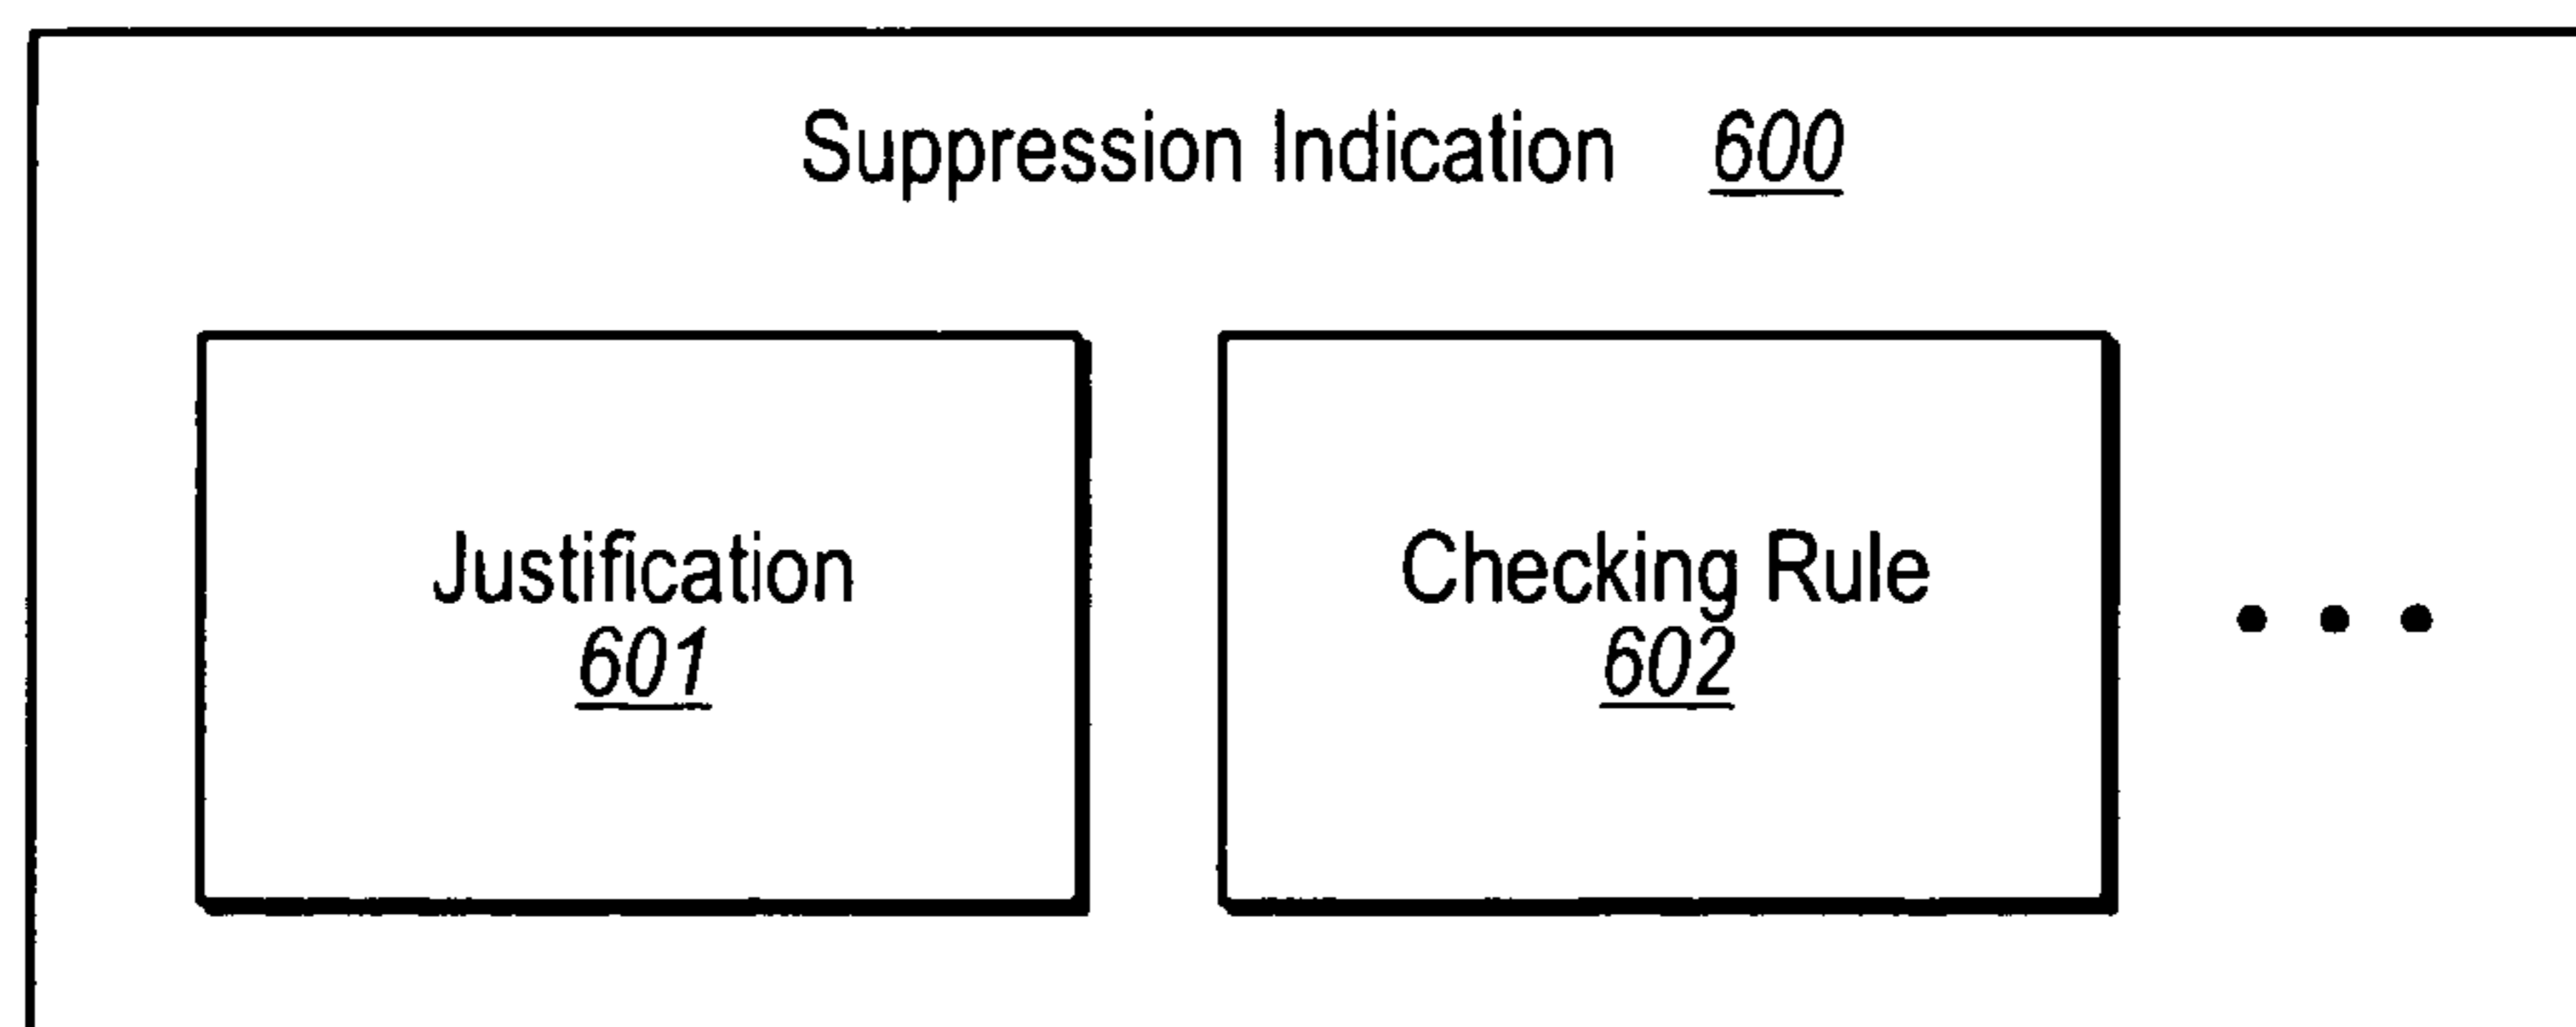 Suppression Indication 600
Justification
601
Checking Rule
602